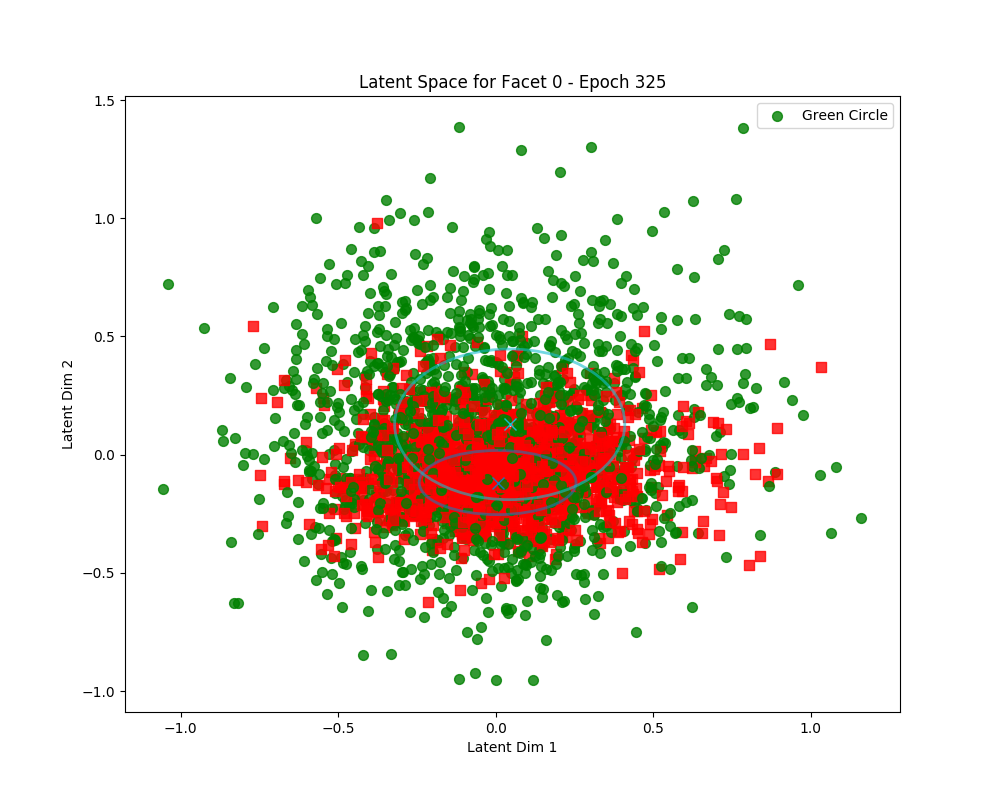 Latent Space for Facet 0 - Epoch 325
Green Circle
1.5
1.0
0.5
0.0
−0.5
−1.0
Latent Dim 2
−1.0 −0.5 0.0 0.5 1.0
Latent Dim 1